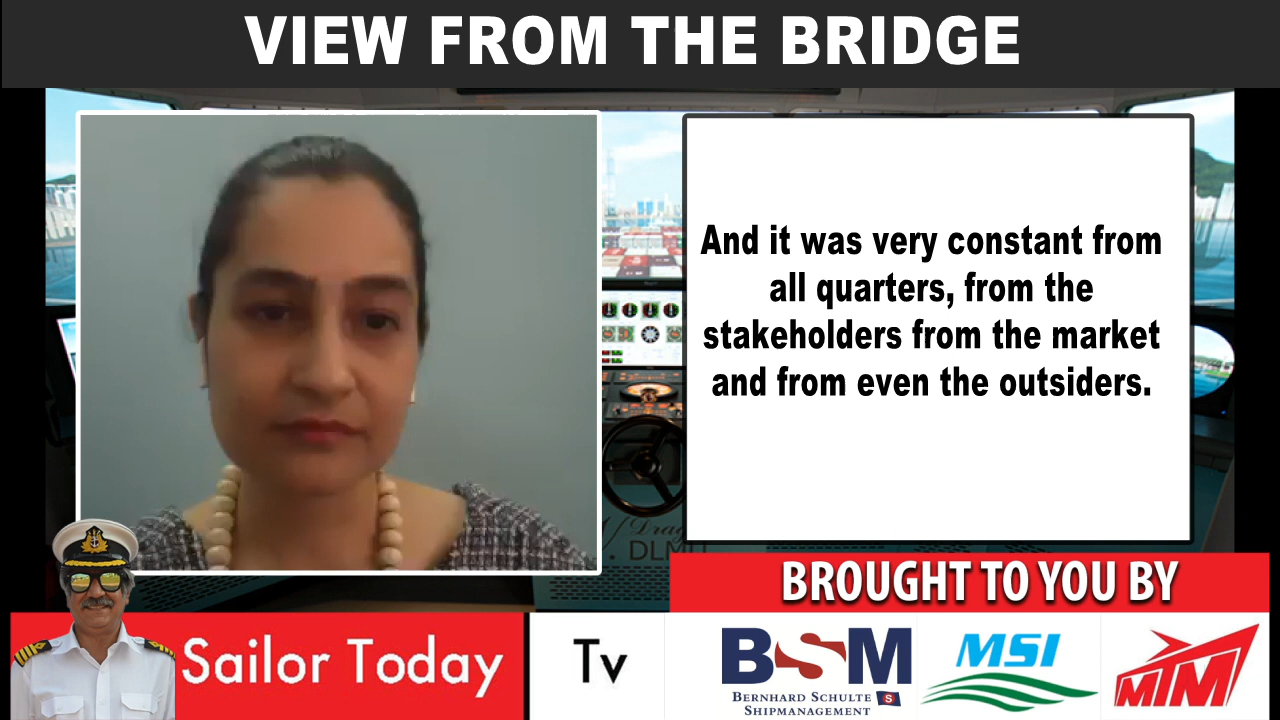 VIEW FROM THE BRIDGE
And it was very constant from
all quarters, from the
stakeholders from the market
and from even the outsiders.
DLMU
BROUGHT TO YOU BY
Sailor Today
Tv
BSM
BERNHARD SCHULTE
SHIPMANAGEMENT
S
MSI
MTM